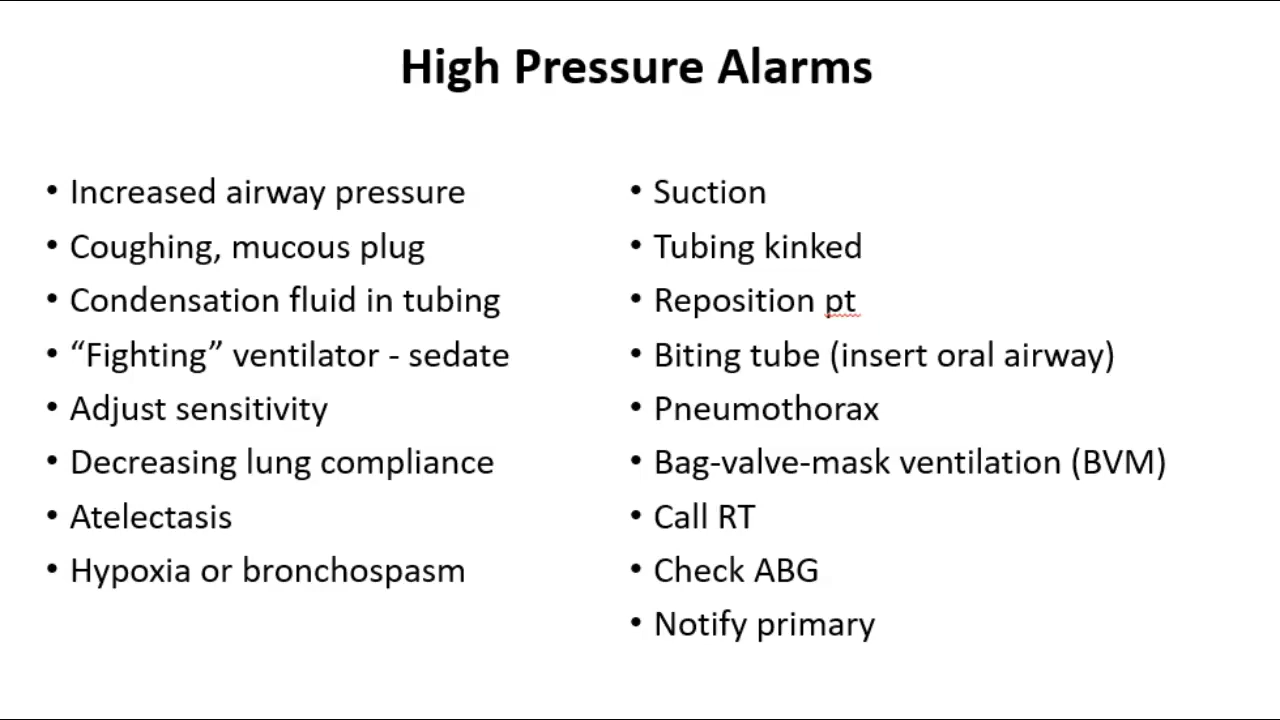 High Pressure Alarms
• Increased airway pressure
• Coughing, mucous plug
• Condensation fluid in tubing
• “Fighting” ventilator - sedate
• Adjust sensitivity
• Decreasing lung compliance
• Atelectasis
• Hypoxia or bronchospasm
• Suction
• Tubing kinked
• Reposition pt
• Biting tube (insert oral airway)
• Pneumothorax
• Bag-valve-mask ventilation (BVM)
• Call RT
• Check ABG
• Notify primary